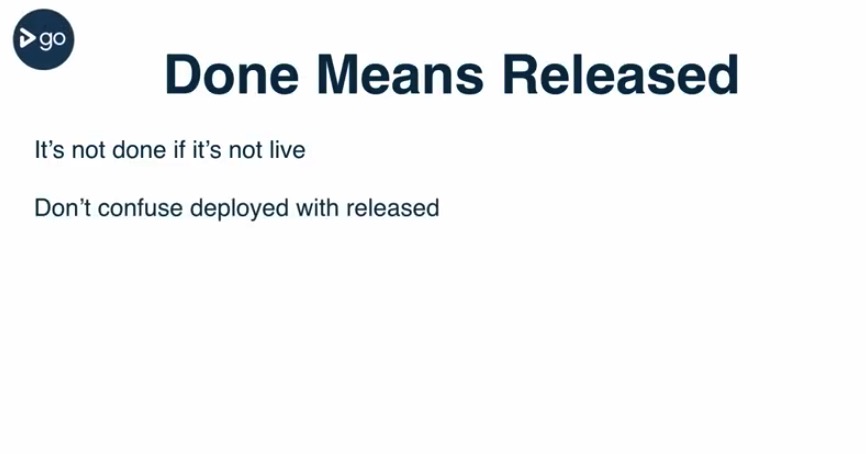 go
Done Means Released
It’s not done if it’s not live
Don’t confuse deployed with released